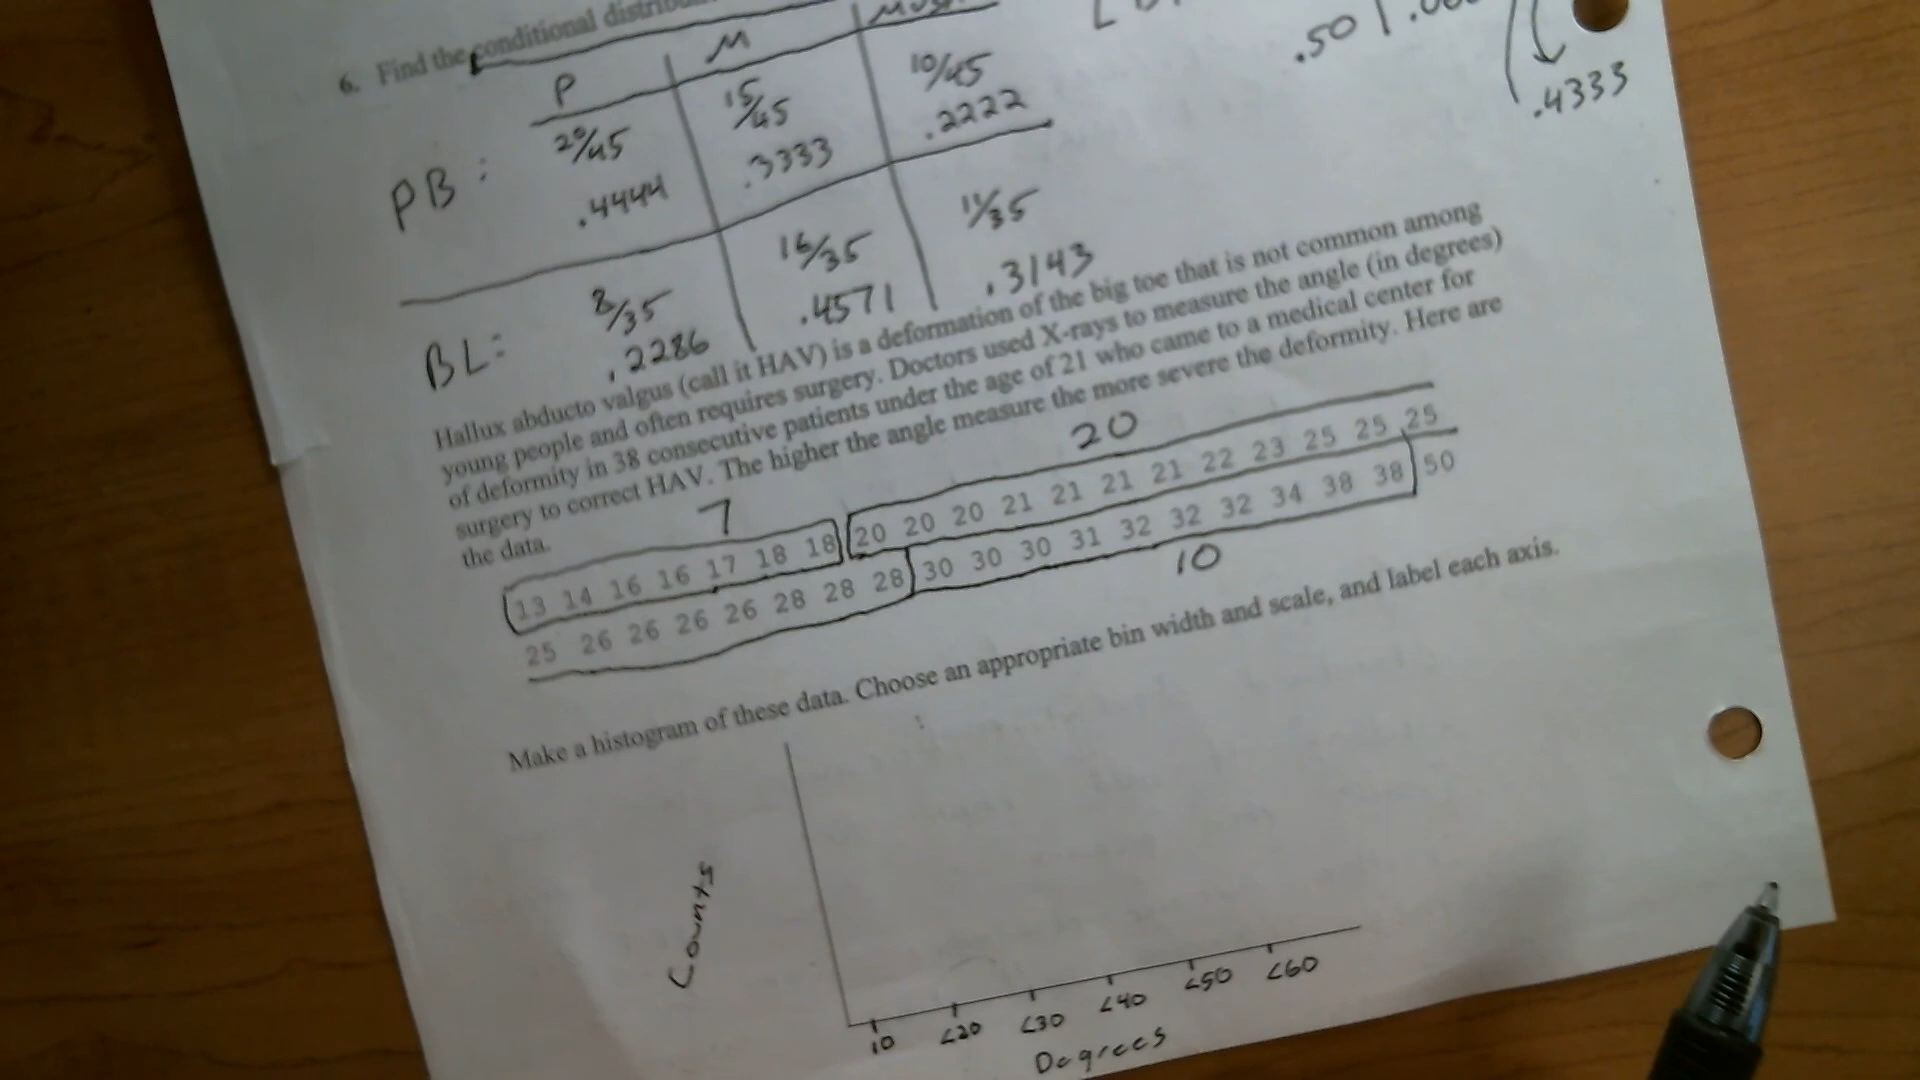 6. Find the conditional
P M
PB: 20/45 15/45 10/45
.4444 .3333 .2222
.50 .4333
BL: 8/35 16/35 11/35
.2286 .4571 .3143
Hallux abducto valgus (call it HAV) is a deformation of the big toe that is not common among
young people and often requires surgery. Doctors used X-rays to measure the angle (in degrees)
of deformity in 38 consecutive patients under the age of 21 who came to a medical center for
surgery to correct HAV. The higher the angle measure the more severe the deformity. Here are
the data.
7 20
13 14 16 16 17 18 18 20 20 20 21 21 21 21 22 23 25 25 25
25 26 26 26 26 28 28 28 30 30 30 31 32 32 32 34 38 38 50
10
Make a histogram of these data. Choose an appropriate bin width and scale, and label each axis.
Counts
10 <20 <30 <40 <50 <60
Degrees